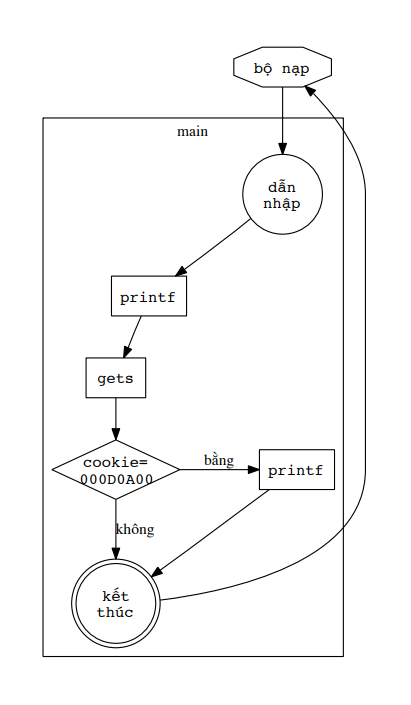 bộ nạp
main
dẫn
nhập
printf
gets
cookie=
000D0A00
bằng
printf
không
kết
thúc